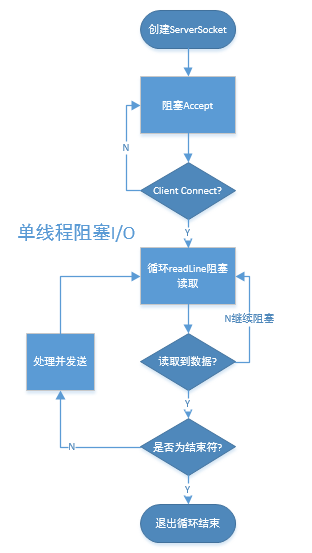 创建ServerSocket
阻塞Accept
N
Client Connect?
Y
单线程阻塞I/O
循环readLine阻塞
读取
N继续阻塞
处理并发送
读取到数据?
Y
是否为结束符?
N
Y
退出循环结束